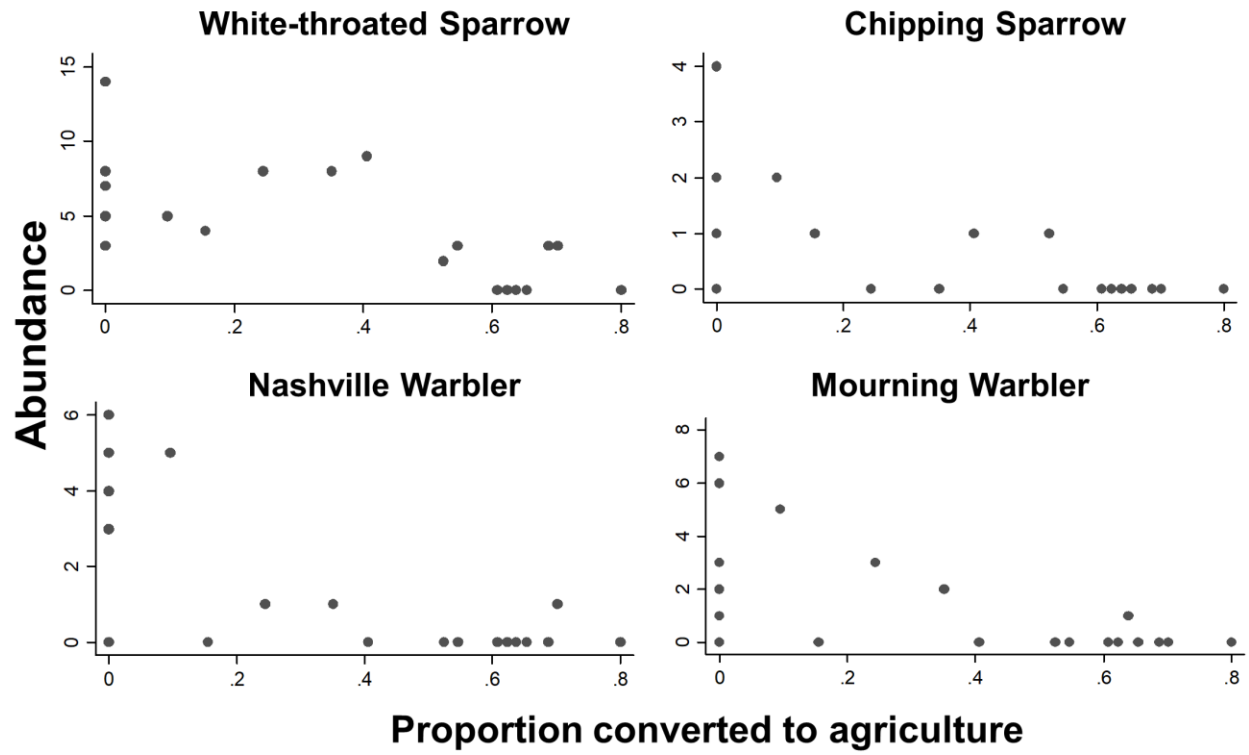 White-throated Sparrow
15
10
5
0
0 .2 .4 .6 .8
Chipping Sparrow
4
3
2
1
0
0 .2 .4 .6 .8
Abundance
Nashville Warbler
6
4
2
0
0 .2 .4 .6 .8
Mourning Warbler
8
6
4
2
0
0 .2 .4 .6 .8
Proportion converted to agriculture